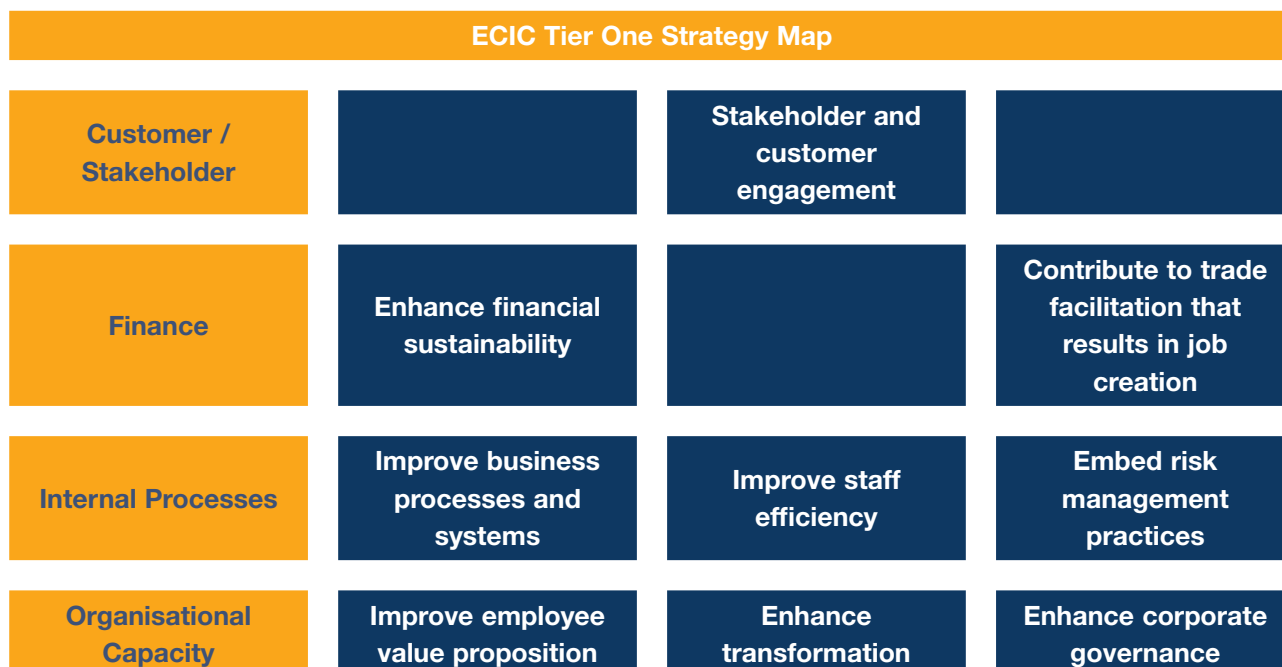 ECIC Tier One Strategy Map
Customer /
Stakeholder
Stakeholder and
customer
engagement
Finance
Enhance financial
sustainability
Contribute to trade
facilitation that
results in job
creation
Internal Processes
Improve business
processes and
systems
Improve staff
efficiency
Embed risk
management
practices
Organisational
Capacity
Improve employee
value proposition
Enhance
transformation
Enhance corporate
governance